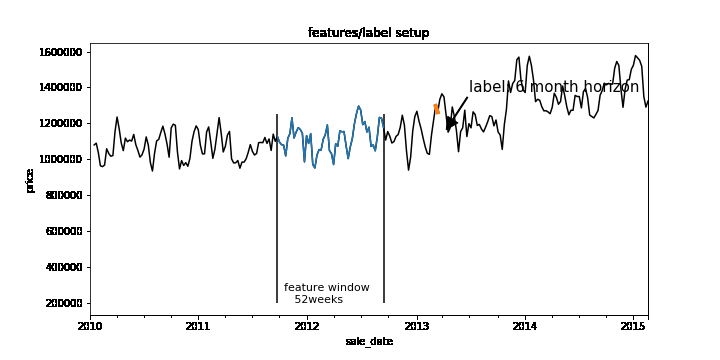 features/label setup
1600000
1400000
label: 6 month horizon
1200000
1000000
800000
600000
400000
feature window
52weeks
200000
2010 2011 2012 2013 2014 2015
price
sale_date